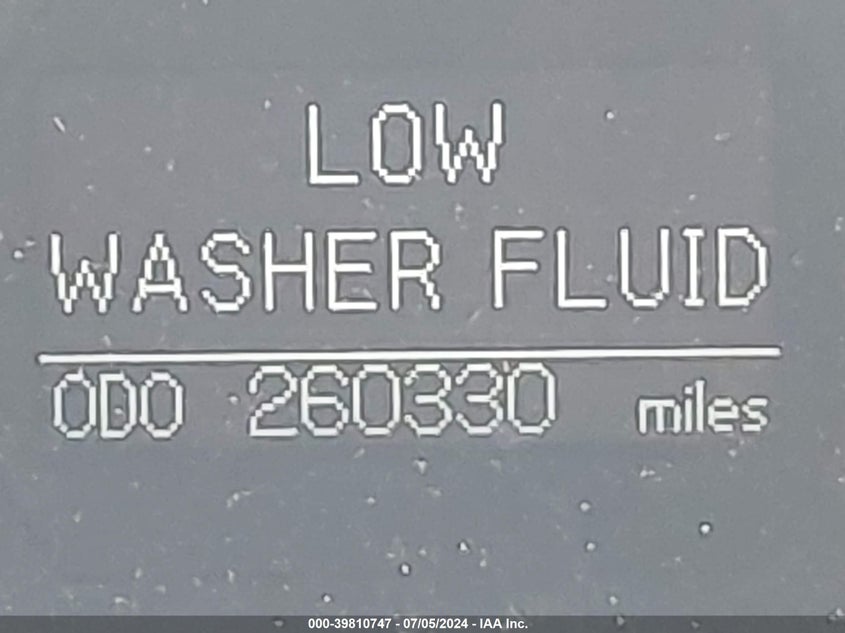 LOW
WASHER FLUID
ODO 260330 miles
000-39810747 - 07/05/2024 - IAA Inc.